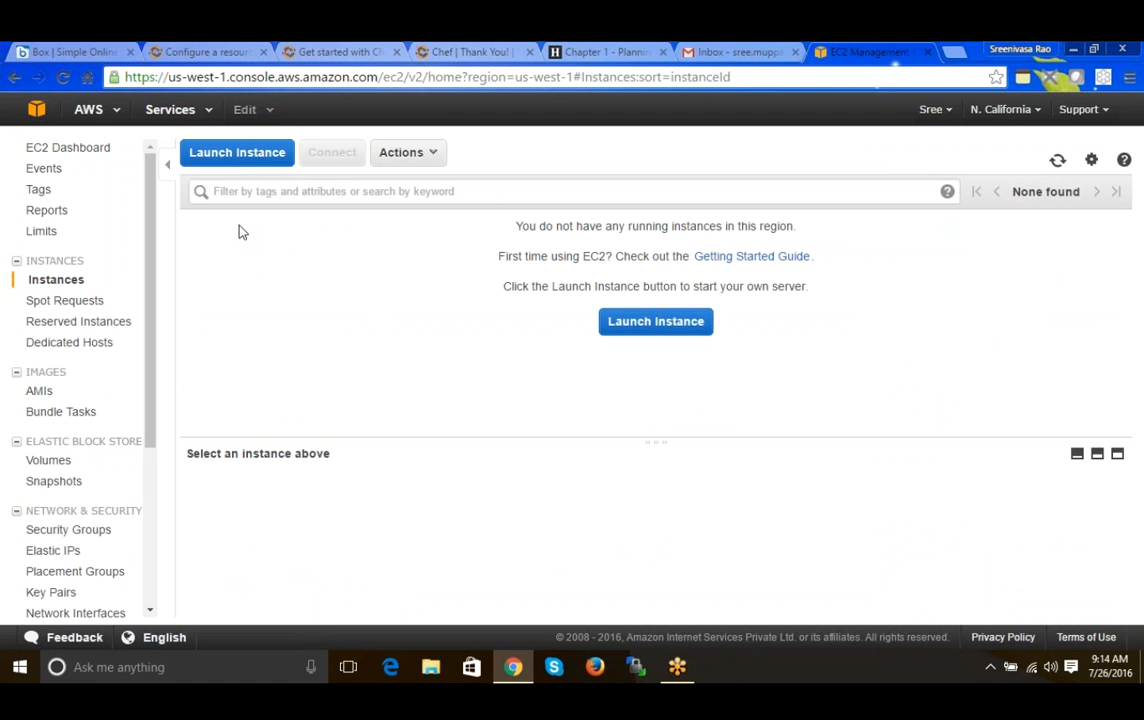 Box | Simple Online
Configure a resour
Get started with Ch
Chef | Thank You! |
Chapter 1 - Plannin
Inbox - sree.muppa
EC2 Management
Sreenivasa Rao
https://us-west-1.console.aws.amazon.com/ec2/v2/home?region=us-west-1#Instances:sort=instanceId
AWS
Services
Edit
Sree
N. California
Support
EC2 Dashboard
Events
Tags
Reports
Limits
INSTANCES
Instances
Spot Requests
Reserved Instances
Dedicated Hosts
IMAGES
AMIs
Bundle Tasks
ELASTIC BLOCK STORE
Volumes
Snapshots
NETWORK & SECURITY
Security Groups
Elastic IPs
Placement Groups
Key Pairs
Network Interfaces
Launch Instance
Connect
Actions
Filter by tags and attributes or search by keyword
None found
You do not have any running instances in this region.
First time using EC2? Check out the Getting Started Guide.
Click the Launch Instance button to start your own server.
Launch Instance
Select an instance above
Feedback
English
© 2008 - 2016, Amazon Internet Services Private Ltd. or its affiliates. All rights reserved.
Privacy Policy
Terms of Use
Ask me anything
9:14 AM
7/26/2016